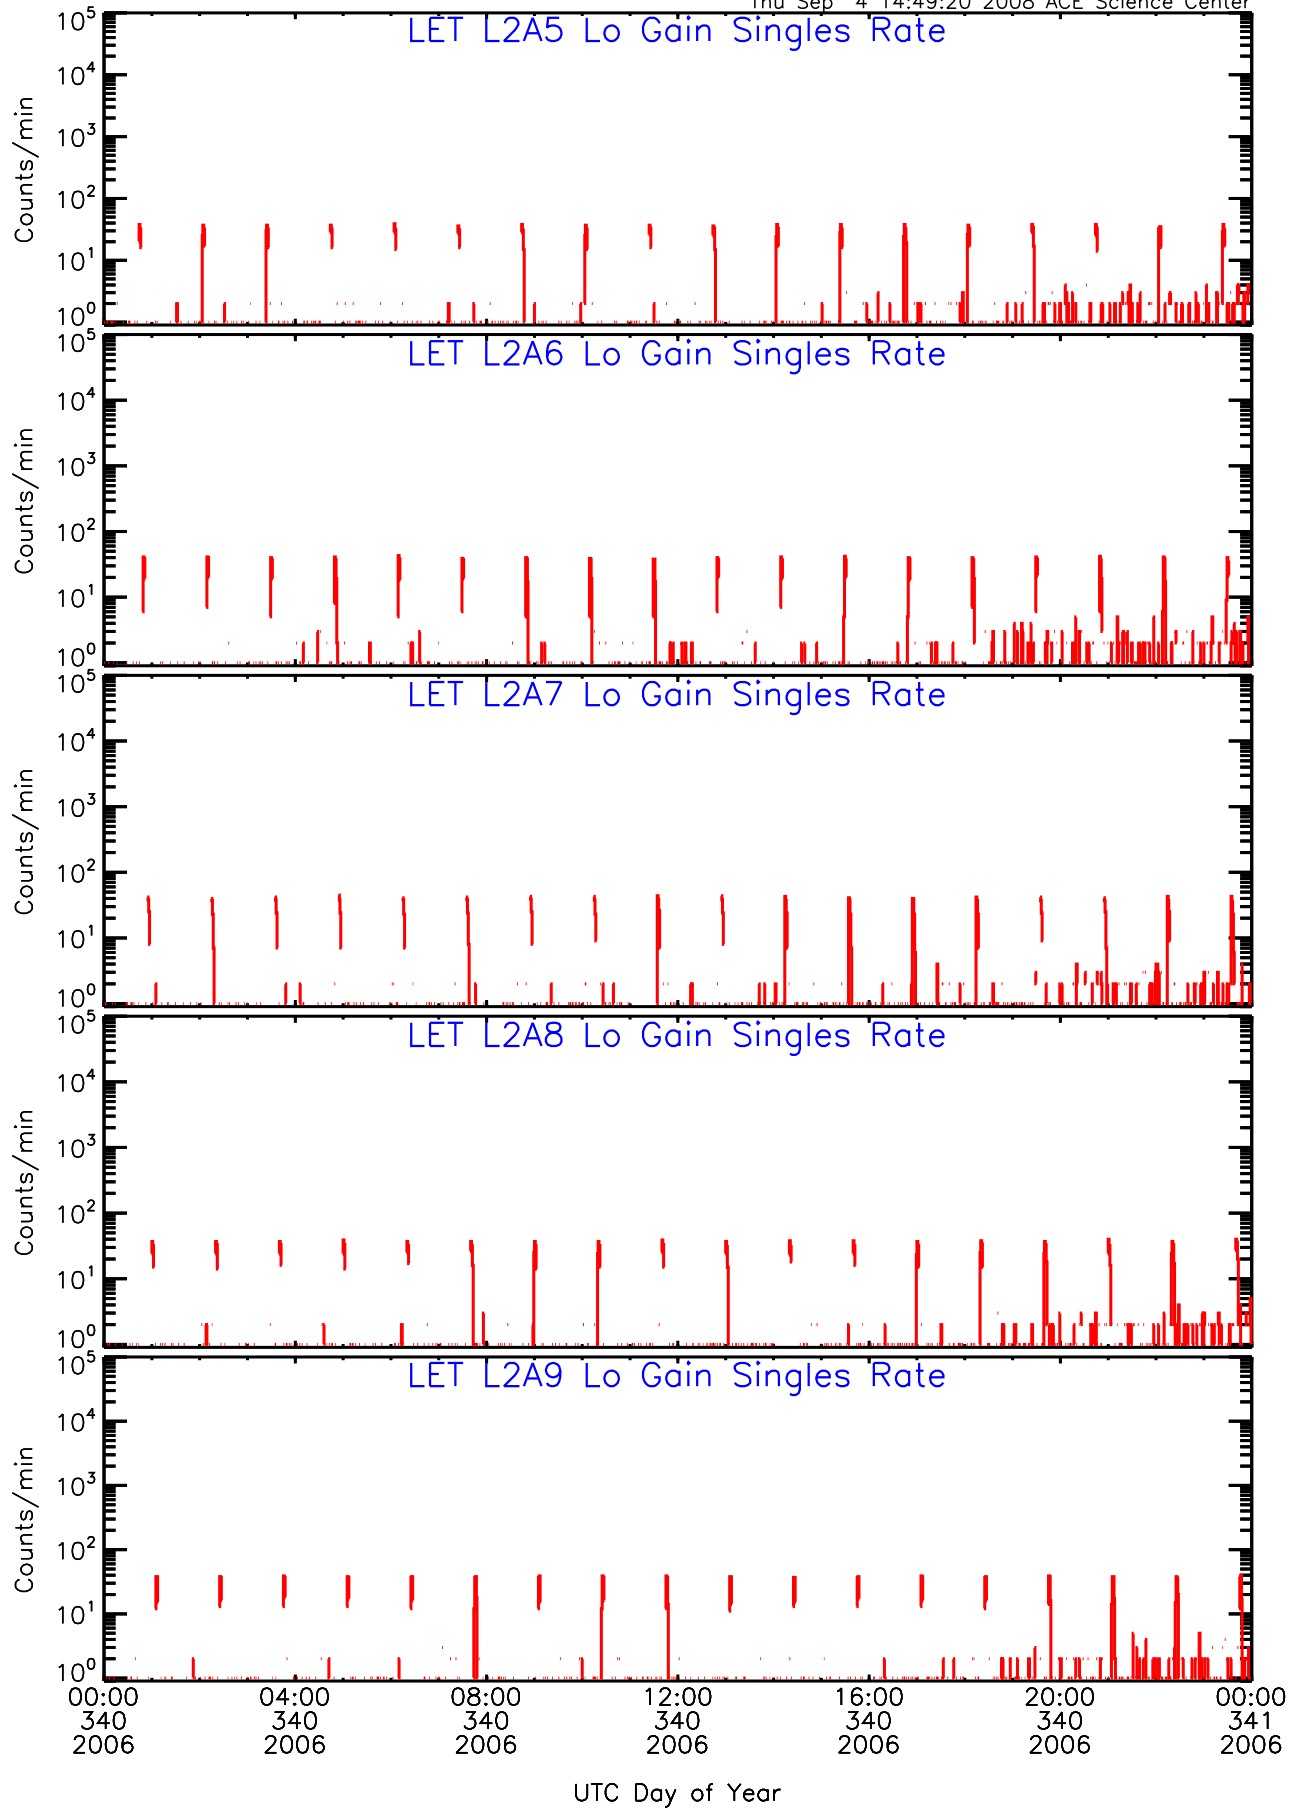 Thu Sep 4 14:49:20 2008 ACE Science Center
LET L2A5 Lo Gain Singles Rate
10^5
10^4
10^3
10^2
10^1
10^0
Counts/min
LET L2A6 Lo Gain Singles Rate
10^5
10^4
10^3
10^2
10^1
10^0
Counts/min
LET L2A7 Lo Gain Singles Rate
10^5
10^4
10^3
10^2
10^1
10^0
Counts/min
LET L2A8 Lo Gain Singles Rate
10^5
10^4
10^3
10^2
10^1
10^0
Counts/min
LET L2A9 Lo Gain Singles Rate
10^5
10^4
10^3
10^2
10^1
10^0
Counts/min
00:00 04:00 08:00 12:00 16:00 20:00 00:00
340 340 340 340 340 340 341
2006 2006 2006 2006 2006 2006 2006
UTC Day of Year